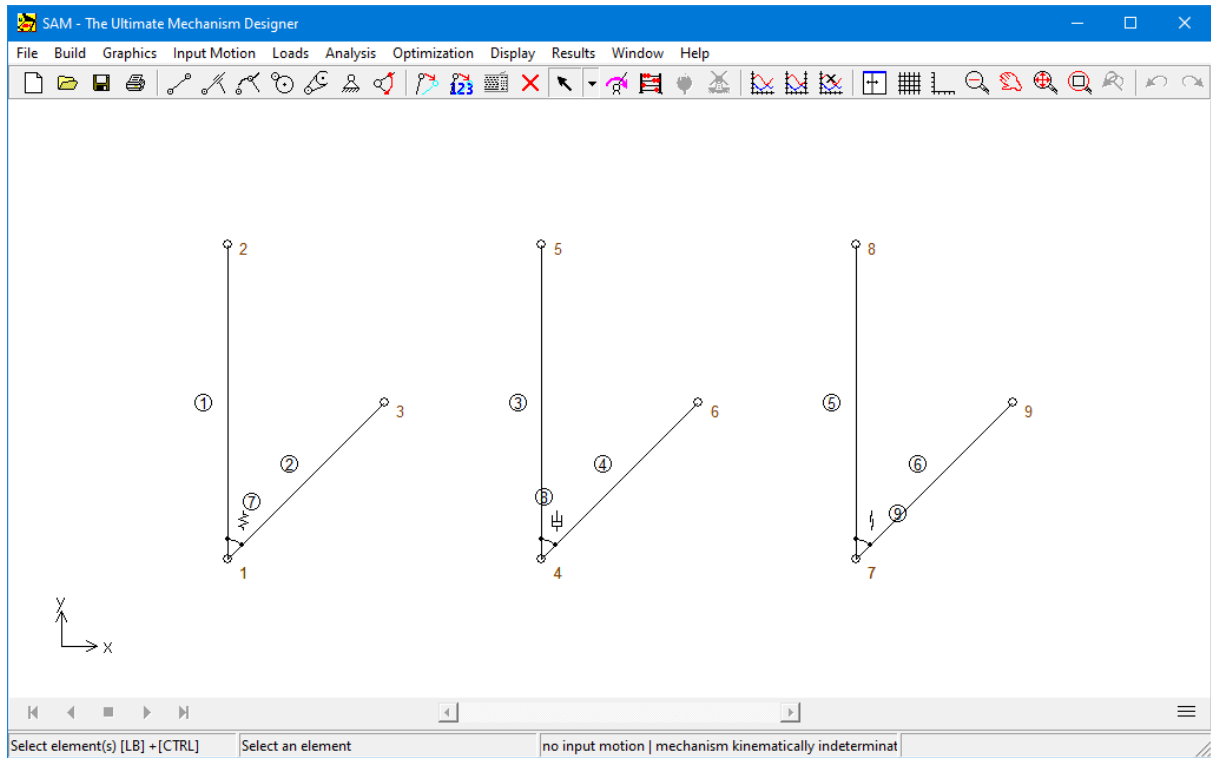 SAM - The Ultimate Mechanism Designer
File Build Graphics Input Motion Loads Analysis Optimization Display Results Window Help
123
2 5 8
1 3 3 6 5 9
2 4 6
7 8 9
1 4 7
y
x
Select element(s) [LB] +[CTRL] Select an element no input motion | mechanism kinematically indeterminat